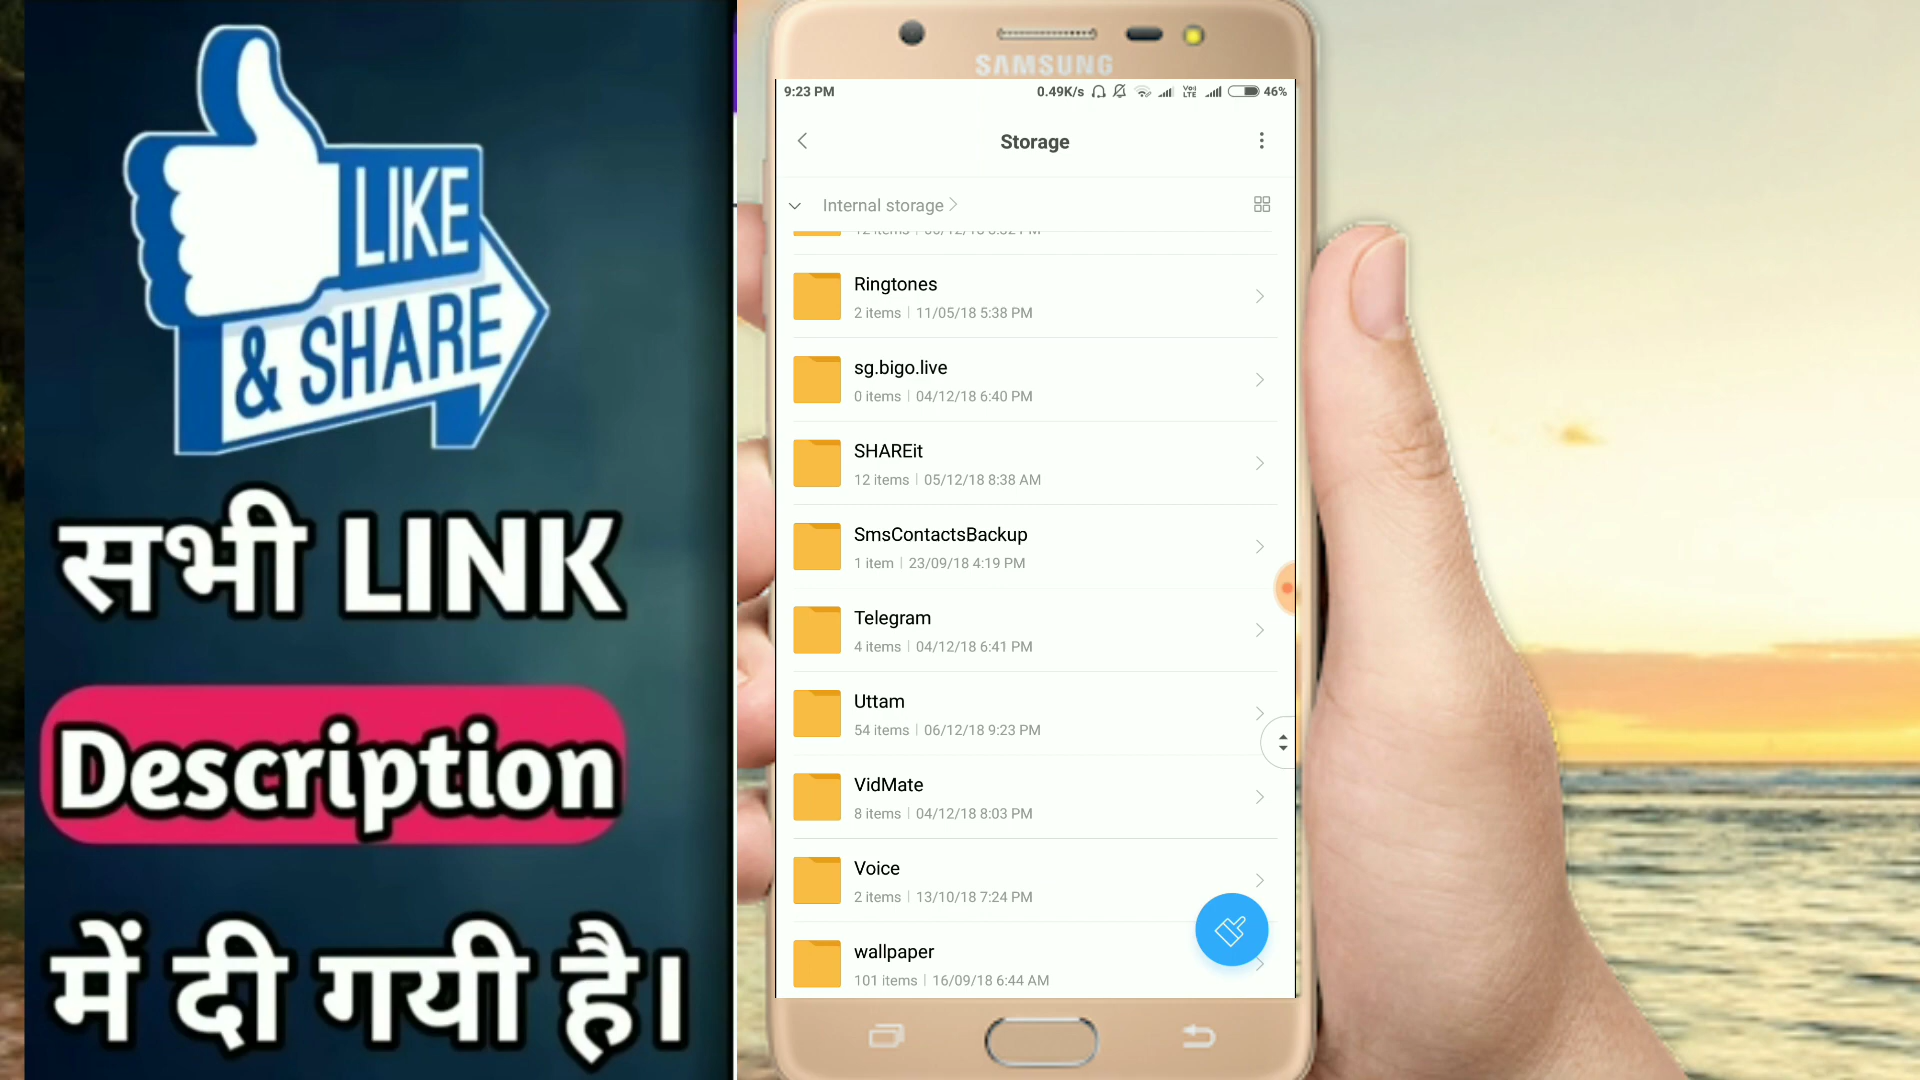 LIKE
& SHARE
सभी LINK
Description
में दी गयी है।
SAMSUNG
9:23 PM
0.49K/s
Vo))
LTE
46%
Storage
Internal storage
Ringtones
2 items | 11/05/18 5:38 PM
sg.bigo.live
0 items | 04/12/18 6:40 PM
SHAREit
12 items | 05/12/18 8:38 AM
SmsContactsBackup
1 item | 23/09/18 4:19 PM
Telegram
4 items | 04/12/18 6:41 PM
Uttam
54 items | 06/12/18 9:23 PM
VidMate
8 items | 04/12/18 8:03 PM
Voice
2 items | 13/10/18 7:24 PM
wallpaper
101 items | 16/09/18 6:44 AM